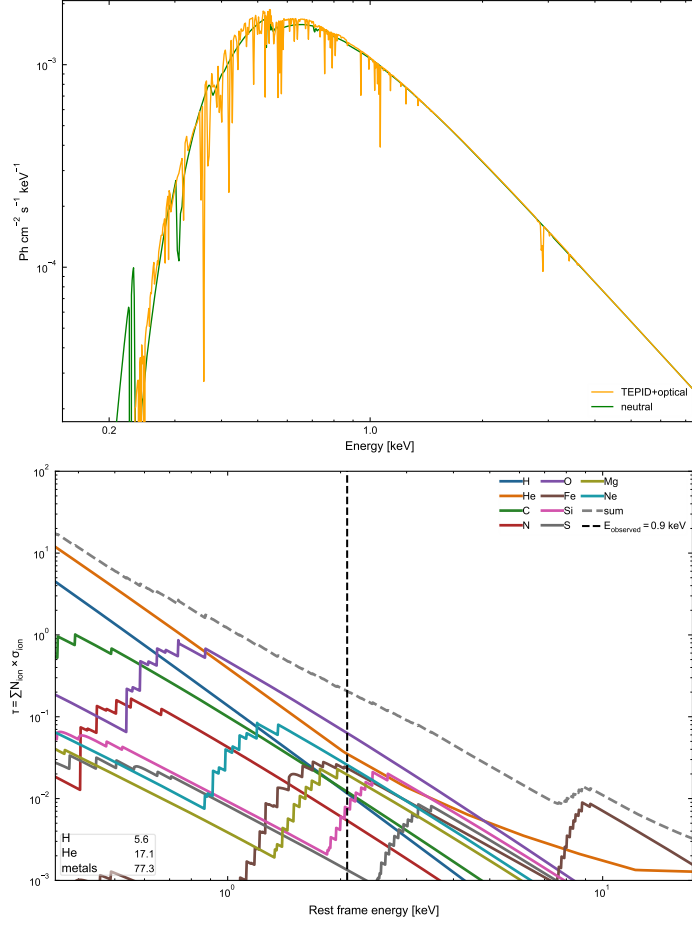 10⁻³
10⁻⁴
Ph cm⁻² s⁻¹ keV⁻¹
TEPID+optical
neutral
0.2
1.0
Energy [keV]
10²
10¹
10⁰
10⁻¹
10⁻²
10⁻³
τ = ∑N_ion × σ_ion
H
He
C
N
O
Fe
Si
S
Mg
Ne
sum
E_observed = 0.9 keV
H 5.6
He 17.1
metals 77.3
10⁰
10¹
Rest frame energy [keV]